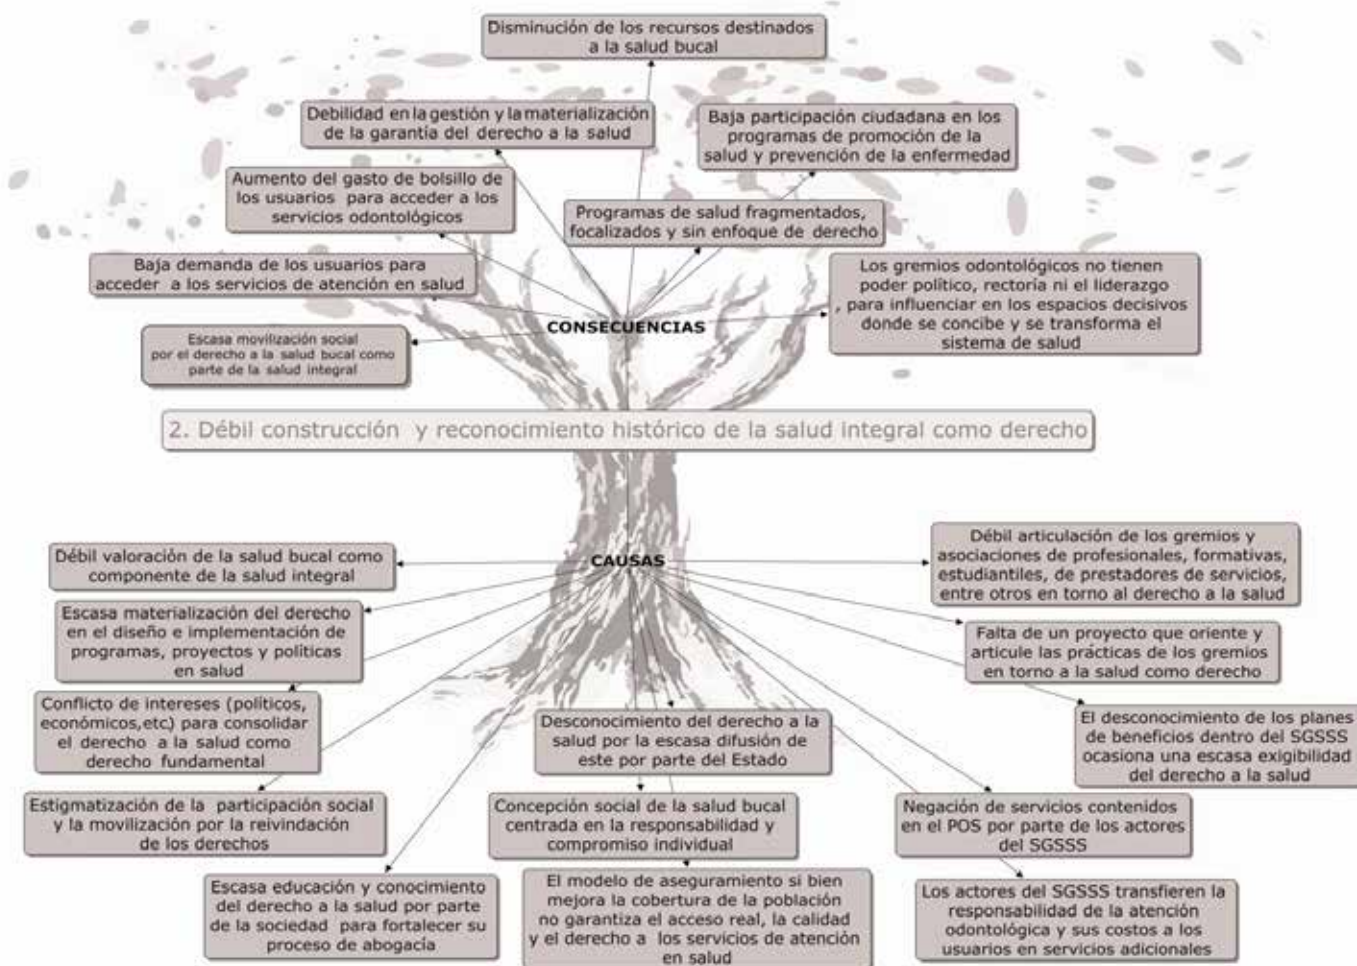 Disminución de los recursos destinados
a la salud bucal
Debilidad en la gestión y la materialización
de la garantía del derecho a la salud
Baja participación ciudadana en los
programas de promoción de la
salud y prevención de la enfermedad
Aumento del gasto de bolsillo de
los usuarios para acceder a los
servicios odontológicos
Programas de salud fragmentados,
focalizados y sin enfoque de derecho
Baja demanda de los usuarios para
acceder a los servicios de atención en salud
Los gremios odontológicos no tienen
poder político, rectoría ni el liderazgo
, para influenciar en los espacios decisivos
donde se concibe y se transforma el
sistema de salud
CONSECUENCIAS
Escasa movilización social
por el derecho a la salud bucal como
parte de la salud integral
2. Débil construcción y reconocimiento histórico de la salud integral como derecho
CAUSAS
Débil valoración de la salud bucal como
componente de la salud integral
Débil articulación de los gremios y
asociaciones de profesionales, formativas,
estudiantiles, de prestadores de servicios,
entre otros en torno al derecho a la salud
Escasa materialización del derecho
en el diseño e implementación de
programas, proyectos y políticas
en salud
Falta de un proyecto que oriente y
articule las prácticas de los gremios
en torno a la salud como derecho
Conflicto de intereses (políticos,
económicos,etc) para consolidar
el derecho a la salud como
derecho fundamental
Desconocimiento del derecho a la
salud por la escasa difusión de
este por parte del Estado
El desconocimiento de los planes
de beneficios dentro del SGSSS
ocasiona una escasa exigibilidad
del derecho a la salud
Estigmatización de la participación social
y la movilización por la reivindación
de los derechos
Concepción social de la salud bucal
centrada en la responsabilidad y
compromiso individual
Negación de servicios contenidos
en el POS por parte de los actores
del SGSSS
Escasa educación y conocimiento
del derecho a la salud por parte
de la sociedad para fortalecer su
proceso de abogacía
El modelo de aseguramiento si bien
mejora la cobertura de la población
no garantiza el acceso real, la calidad
y el derecho a los servicios de atención
en salud
Los actores del SGSSS transfieren la
responsabilidad de la atención
odontológica y sus costos a los
usuarios en servicios adicionales